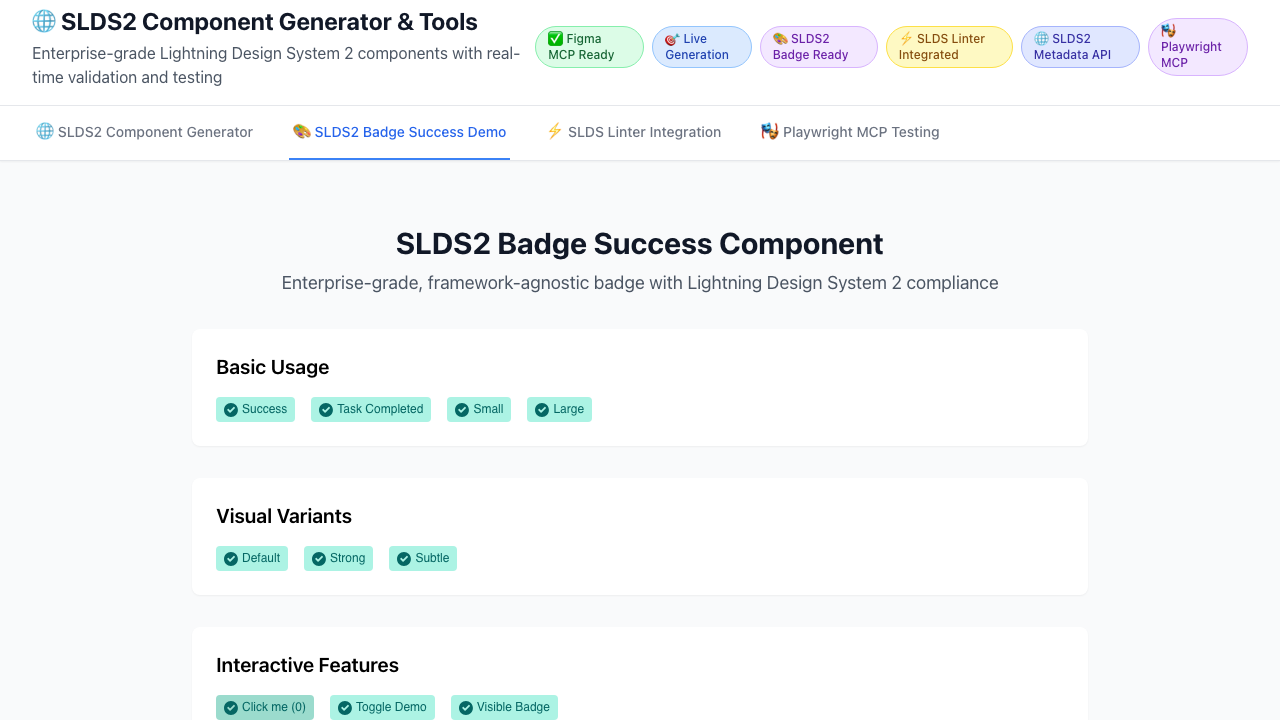 🌐 SLDS2 Component Generator & Tools
Enterprise-grade Lightning Design System 2 components with real-
time validation and testing
✅ Figma
MCP Ready
🎯 Live
Generation
🎨 SLDS2
Badge Ready
⚡ SLDS Linter
Integrated
🌐 SLDS2
Metadata API
🎭
Playwright
MCP
🌐 SLDS2 Component Generator
🎨 SLDS2 Badge Success Demo
⚡ SLDS Linter Integration
🎭 Playwright MCP Testing
SLDS2 Badge Success Component
Enterprise-grade, framework-agnostic badge with Lightning Design System 2 compliance
Basic Usage
Success
Task Completed
Small
Large
Visual Variants
Default
Strong
Subtle
Interactive Features
Click me (0)
Toggle Demo
Visible Badge